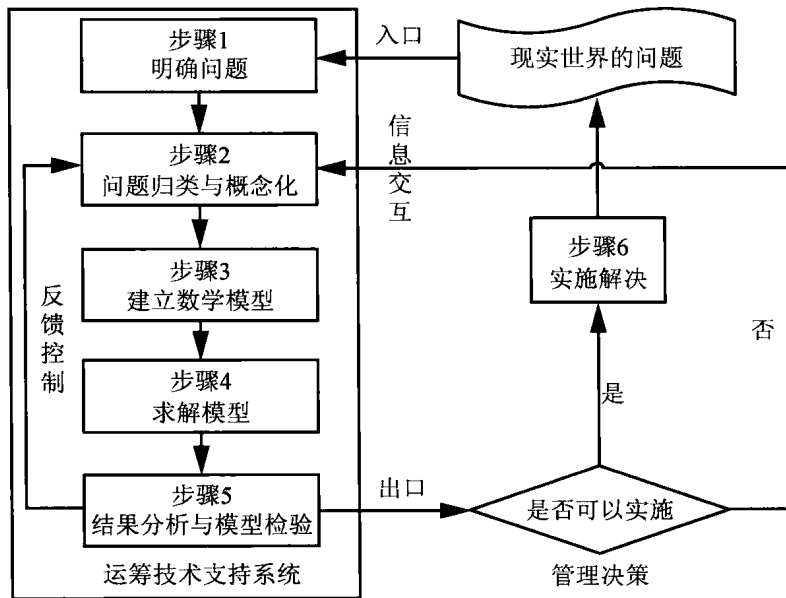 步骤1
明确问题
入口
现实世界的问题
步骤2
问题归类与概念化
信息交互
步骤6
实施解决
步骤3
建立数学模型
反馈控制
否
步骤4
求解模型
是
步骤5
结果分析与模型检验
出口
是否可以实施
运筹技术支持系统
管理决策